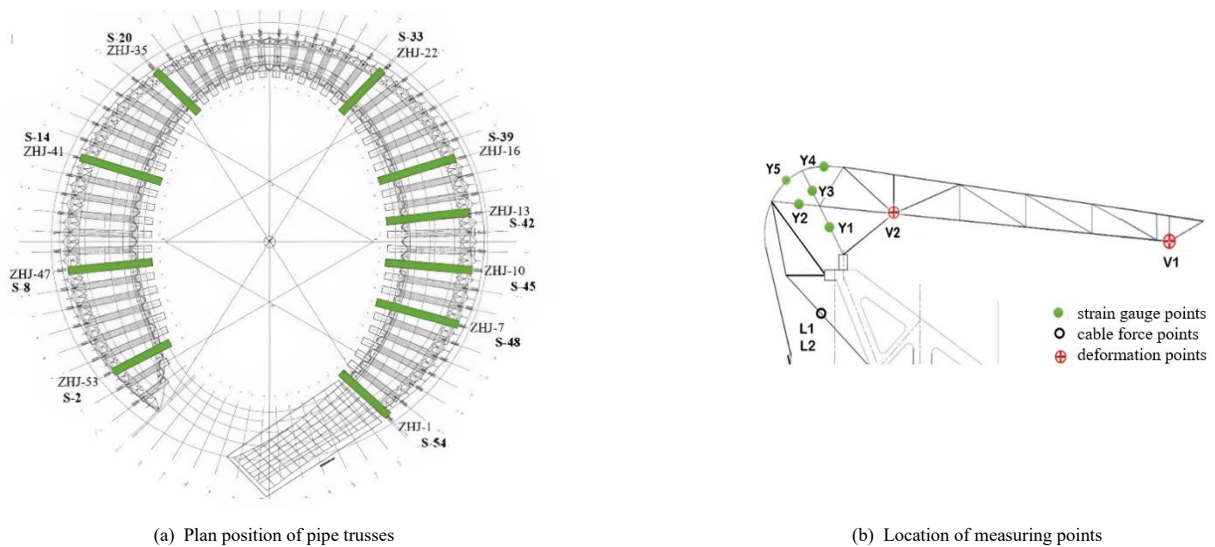 S-20
ZHJ-35
S-33
ZHJ-22
S-14
ZHJ-41
S-39
ZHJ-16
ZHJ-13
S-42
ZHJ-47
S-8
ZHJ-10
S-45
ZHJ-7
S-48
ZHJ-53
S-2
ZHJ-1
S-54
(a) Plan position of pipe trusses
Y4
Y5
Y3
Y2
Y1
V2
V1
L1
L2
strain gauge points
cable force points
deformation points
(b) Location of measuring points